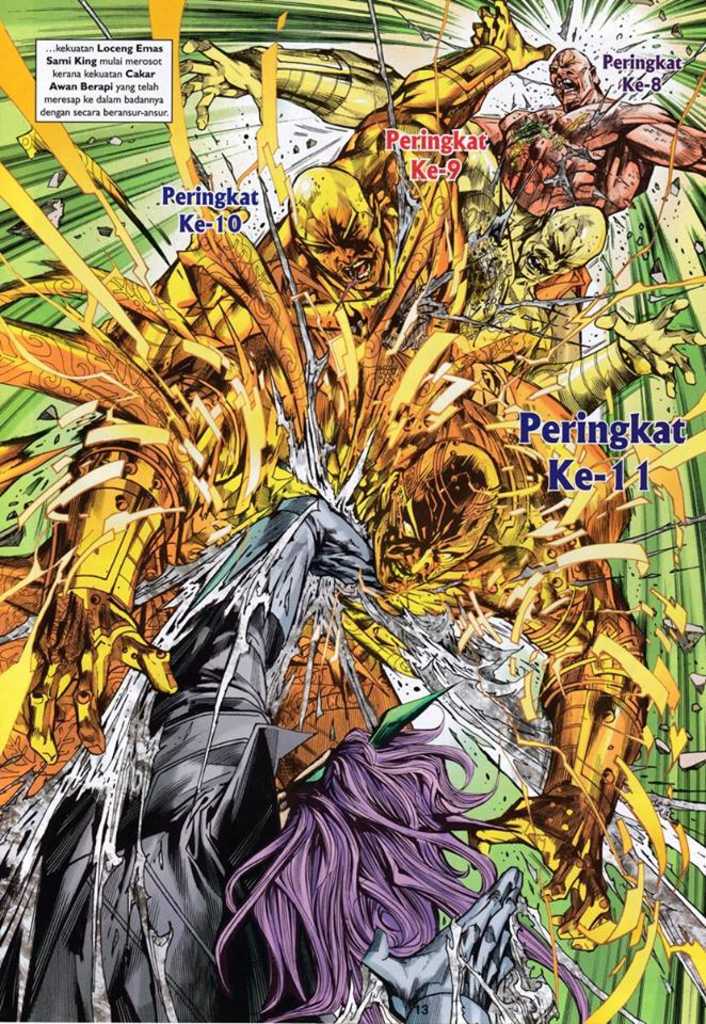 ...kekuatan Loceng Emas
Sami King mulai merosot
kerana kekuatan Cakar
Awan Berapi yang telah
meresap ke dalam badannya
dengan secara beransur-ansur.
Peringkat
Ke-8
Peringkat
Ke-9
Peringkat
Ke-10
Peringkat
Ke-11
13